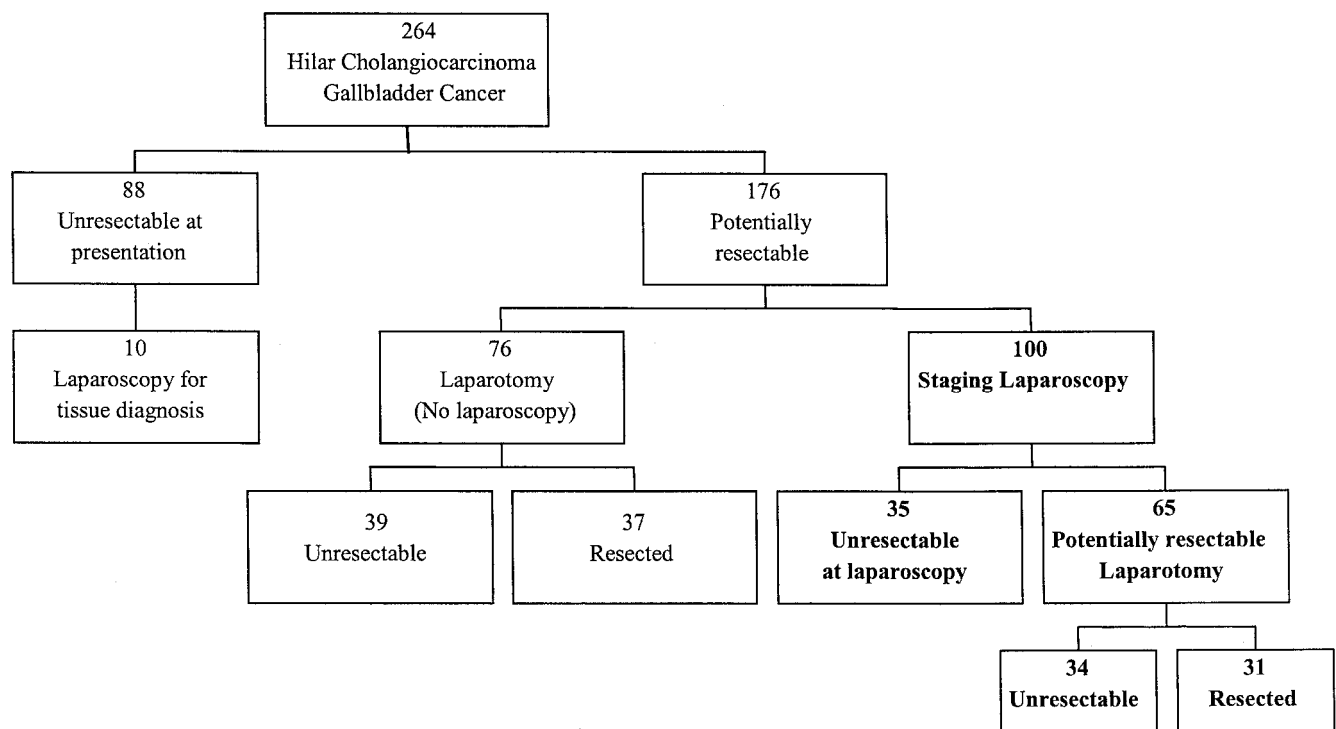 264
Hilar Cholangiocarcinoma
Gallbladder Cancer
88
Unresectable at
presentation
176
Potentially
resectable
10
Laparoscopy for
tissue diagnosis
76
Laparotomy
(No laparoscopy)
100
Staging Laparoscopy
39
Unresectable
37
Resected
35
Unresectable
at laparoscopy
65
Potentially resectable
Laparotomy
34
Unresectable
31
Resected